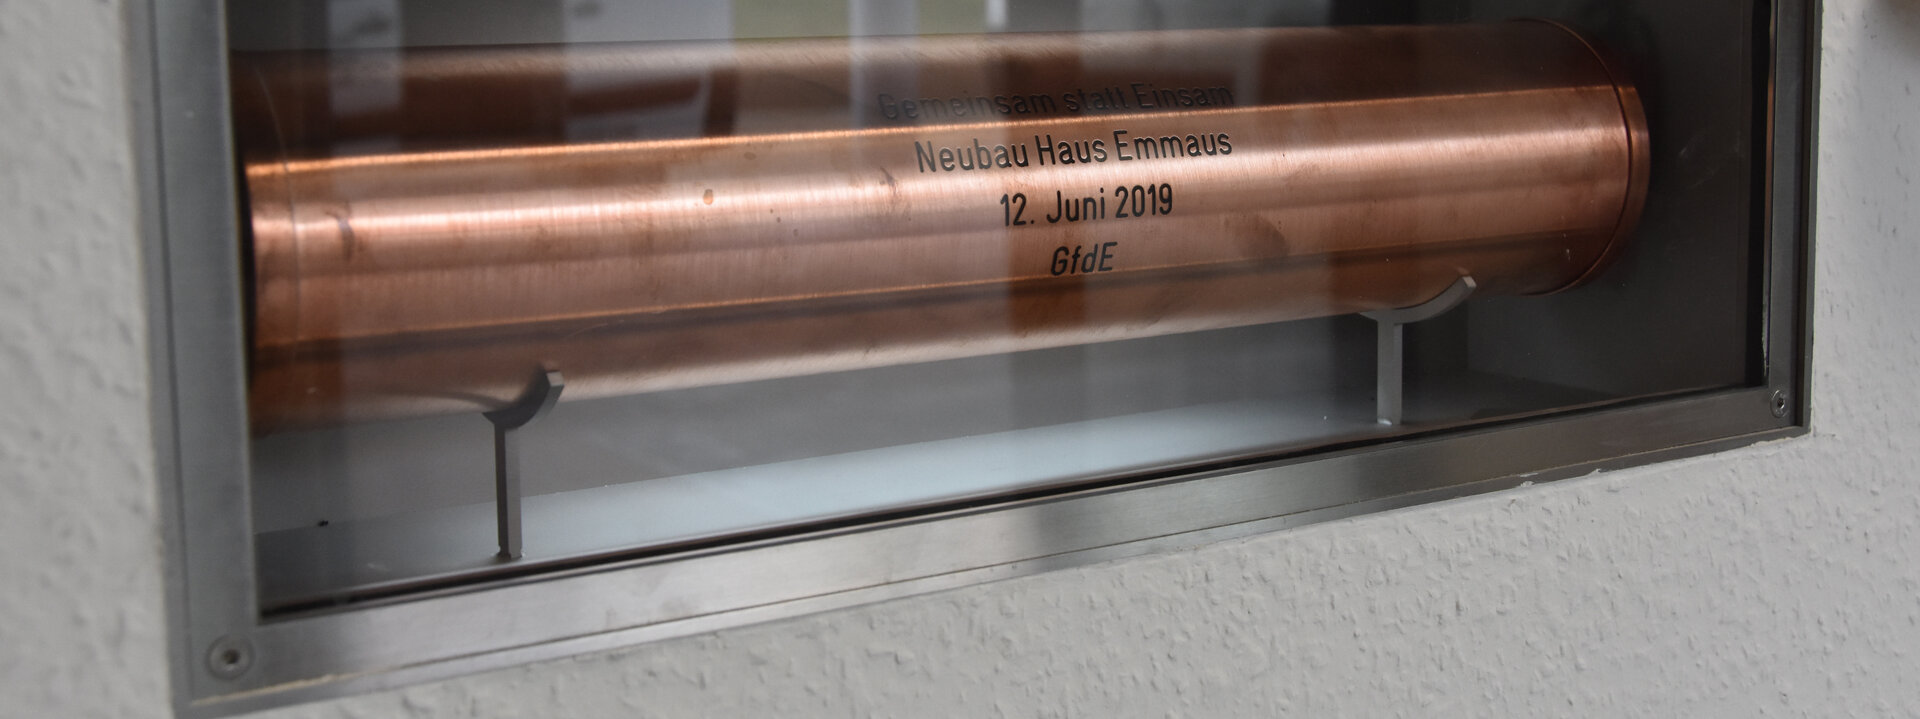 Gemeinsam statt Einsam
Neubau Haus Emmaus
12. Juni 2019
GfdE